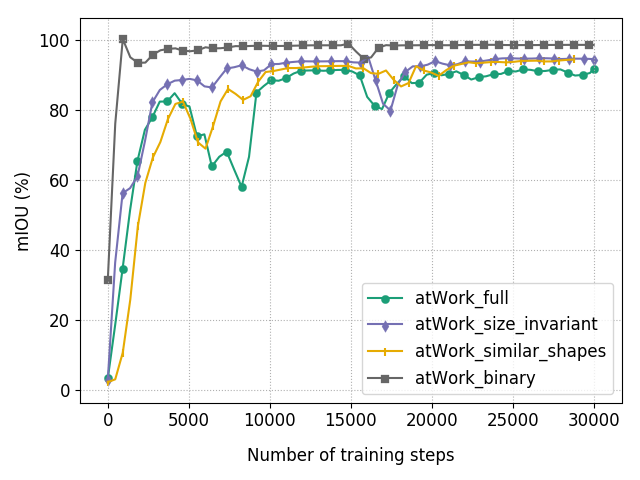 100
80
60
40
20
0
mIOU (%)
0 5000 10000 15000 20000 25000 30000
Number of training steps
atWork_full
atWork_size_invariant
atWork_similar_shapes
atWork_binary